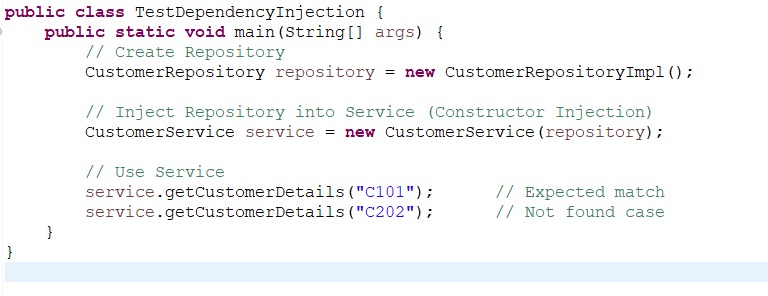 public class TestDependencyInjection {
    public static void main(String[] args) {
        // Create Repository
        CustomerRepository repository = new CustomerRepositoryImpl();

        // Inject Repository into Service (Constructor Injection)
        CustomerService service = new CustomerService(repository);

        // Use Service
        service.getCustomerDetails("C101");      // Expected match
        service.getCustomerDetails("C202");      // Not found case
    }
}